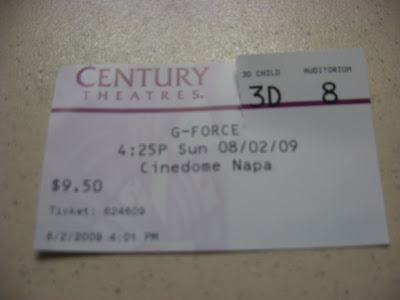 CENTURY
THEATRES.
3D CHILD AUDITORIUM
3D 8
G-FORCE
4:25P Sun 08/02/09
Cinedome Napa
$9.50
Ticket: 624609
8/2/2009 4:01 PM